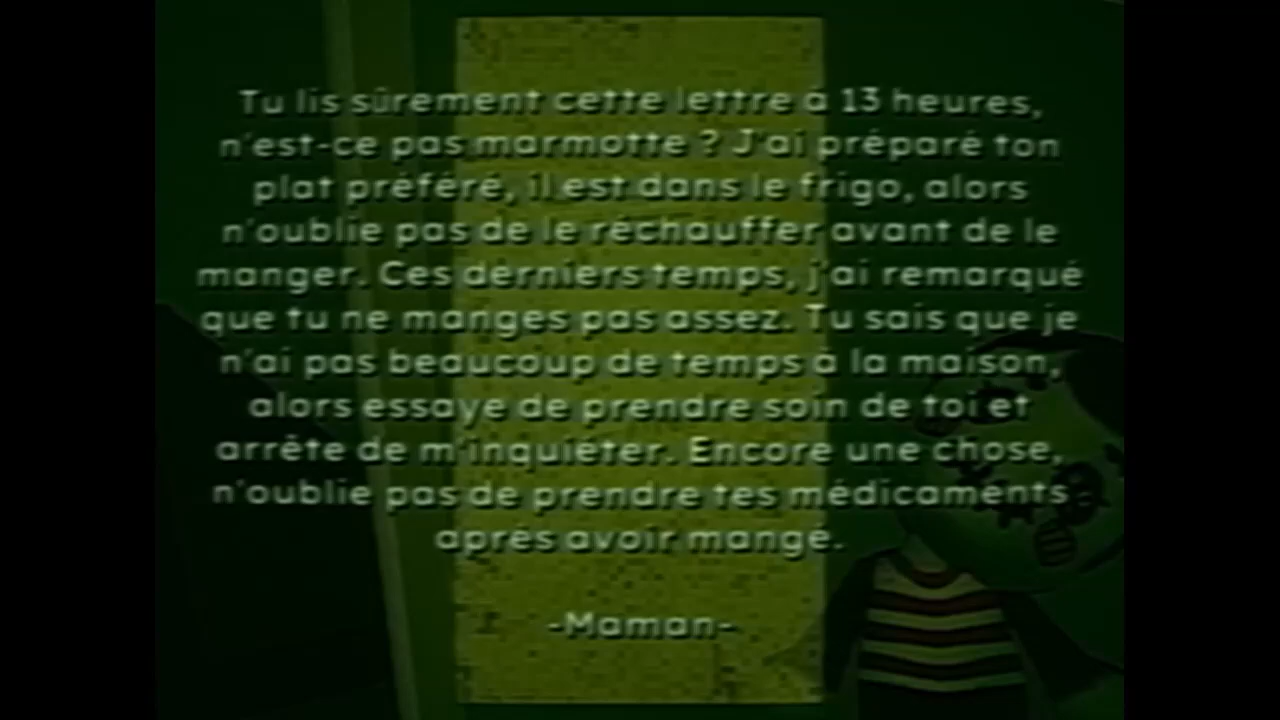 Tu lis sûrement cette lettre à 13 heures,
n'est-ce pas marmotte ? J'ai préparé ton
plat préféré, il est dans le frigo, alors
n'oublie pas de le réchauffer avant de le
manger. Ces derniers temps, j'ai remarqué
que tu ne manges pas assez. Tu sais que je
n'ai pas beaucoup de temps à la maison,
alors essaye de prendre soin de toi et
arrête de m'inquiéter. Encore une chose,
n'oublie pas de prendre tes médicaments
après avoir mangé.
-Maman-